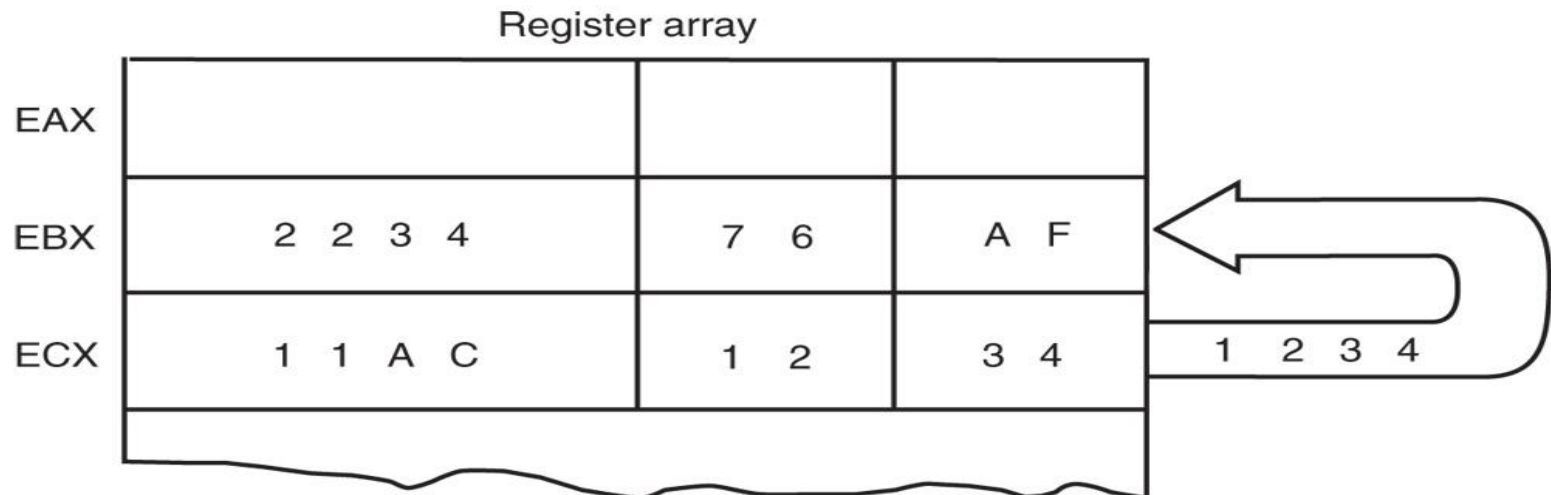 Register array
EAX
EBX 2 2 3 4 7 6 A F
ECX 1 1 A C 1 2 3 4 1 2 3 4